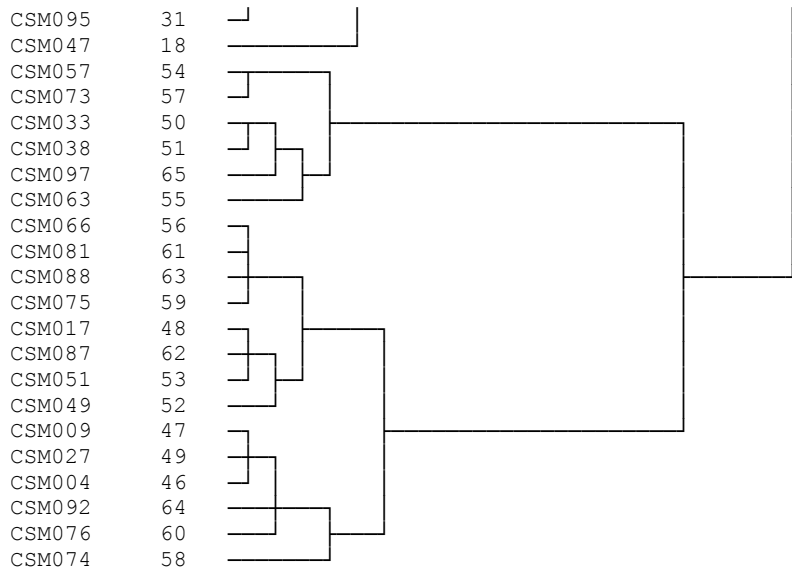 CSM095 31
CSM047 18
CSM057 54
CSM073 57
CSM033 50
CSM038 51
CSM097 65
CSM063 55
CSM066 56
CSM081 61
CSM088 63
CSM075 59
CSM017 48
CSM087 62
CSM051 53
CSM049 52
CSM009 47
CSM027 49
CSM004 46
CSM092 64
CSM076 60
CSM074 58